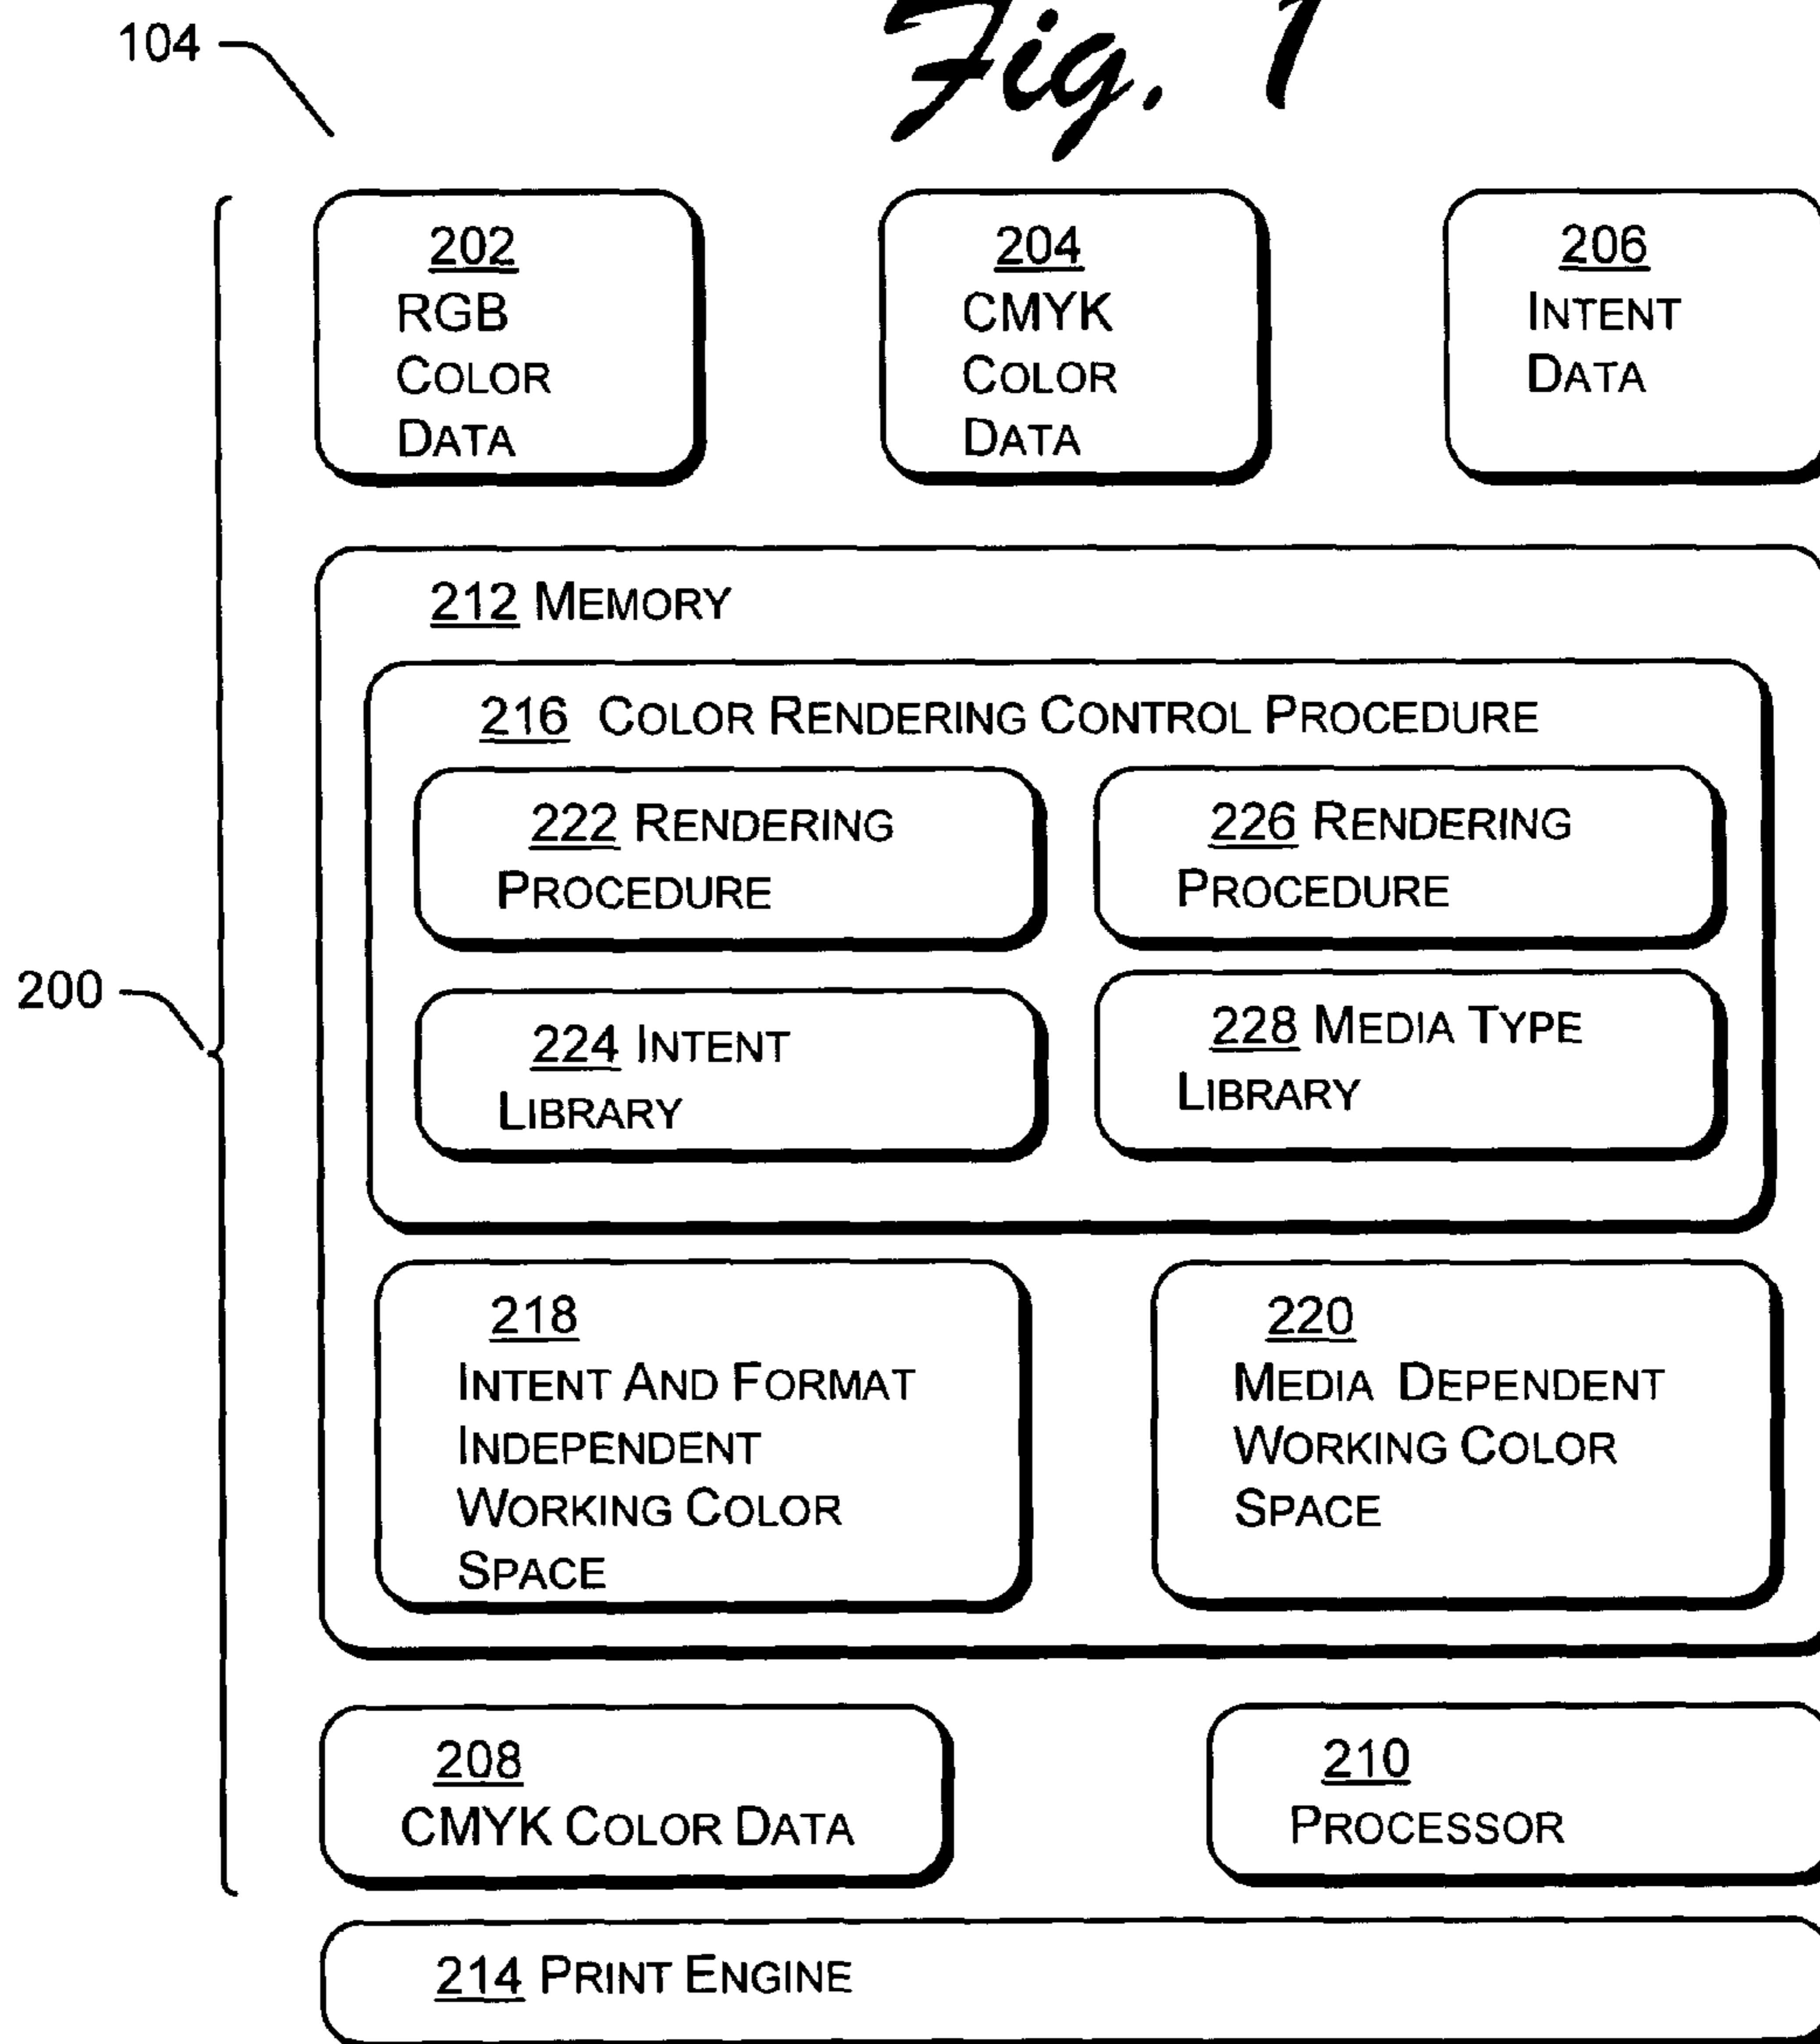 Fig. 1
104
202
RGB
COLOR
DATA
204
CMYK
COLOR
DATA
206
INTENT
DATA
212 MEMORY
216 COLOR RENDERING CONTROL PROCEDURE
222 RENDERING
PROCEDURE
226 RENDERING
PROCEDURE
200
224 INTENT
LIBRARY
228 MEDIA TYPE
LIBRARY
218
INTENT AND FORMAT
INDEPENDENT
WORKING COLOR
SPACE
220
MEDIA DEPENDENT
WORKING COLOR
SPACE
208
CMYK COLOR DATA
210
PROCESSOR
214 PRINT ENGINE